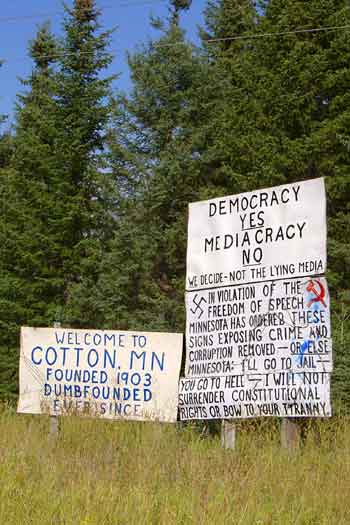 WELCOME TO
COTTON, MN
FOUNDED 1903
DUMBFOUNDED
EVER SINCE
DEMOCRACY
YES
MEDIACRACY
NO
WE DECIDE-NOT THE LYING MEDIA
IN VIOLATION OF THE
FREEDOM OF SPEECH
MINNESOTA HAS ORDERED THESE
SIGNS EXPOSING CRIME AND
CORRUPTION REMOVED — OR ELSE
MINNESOTA: I'LL GO TO JAIL —
YOU GO TO HELL — I WILL NOT
SURRENDER CONSTITUTIONAL
RIGHTS OR BOW TO YOUR TYRANNY